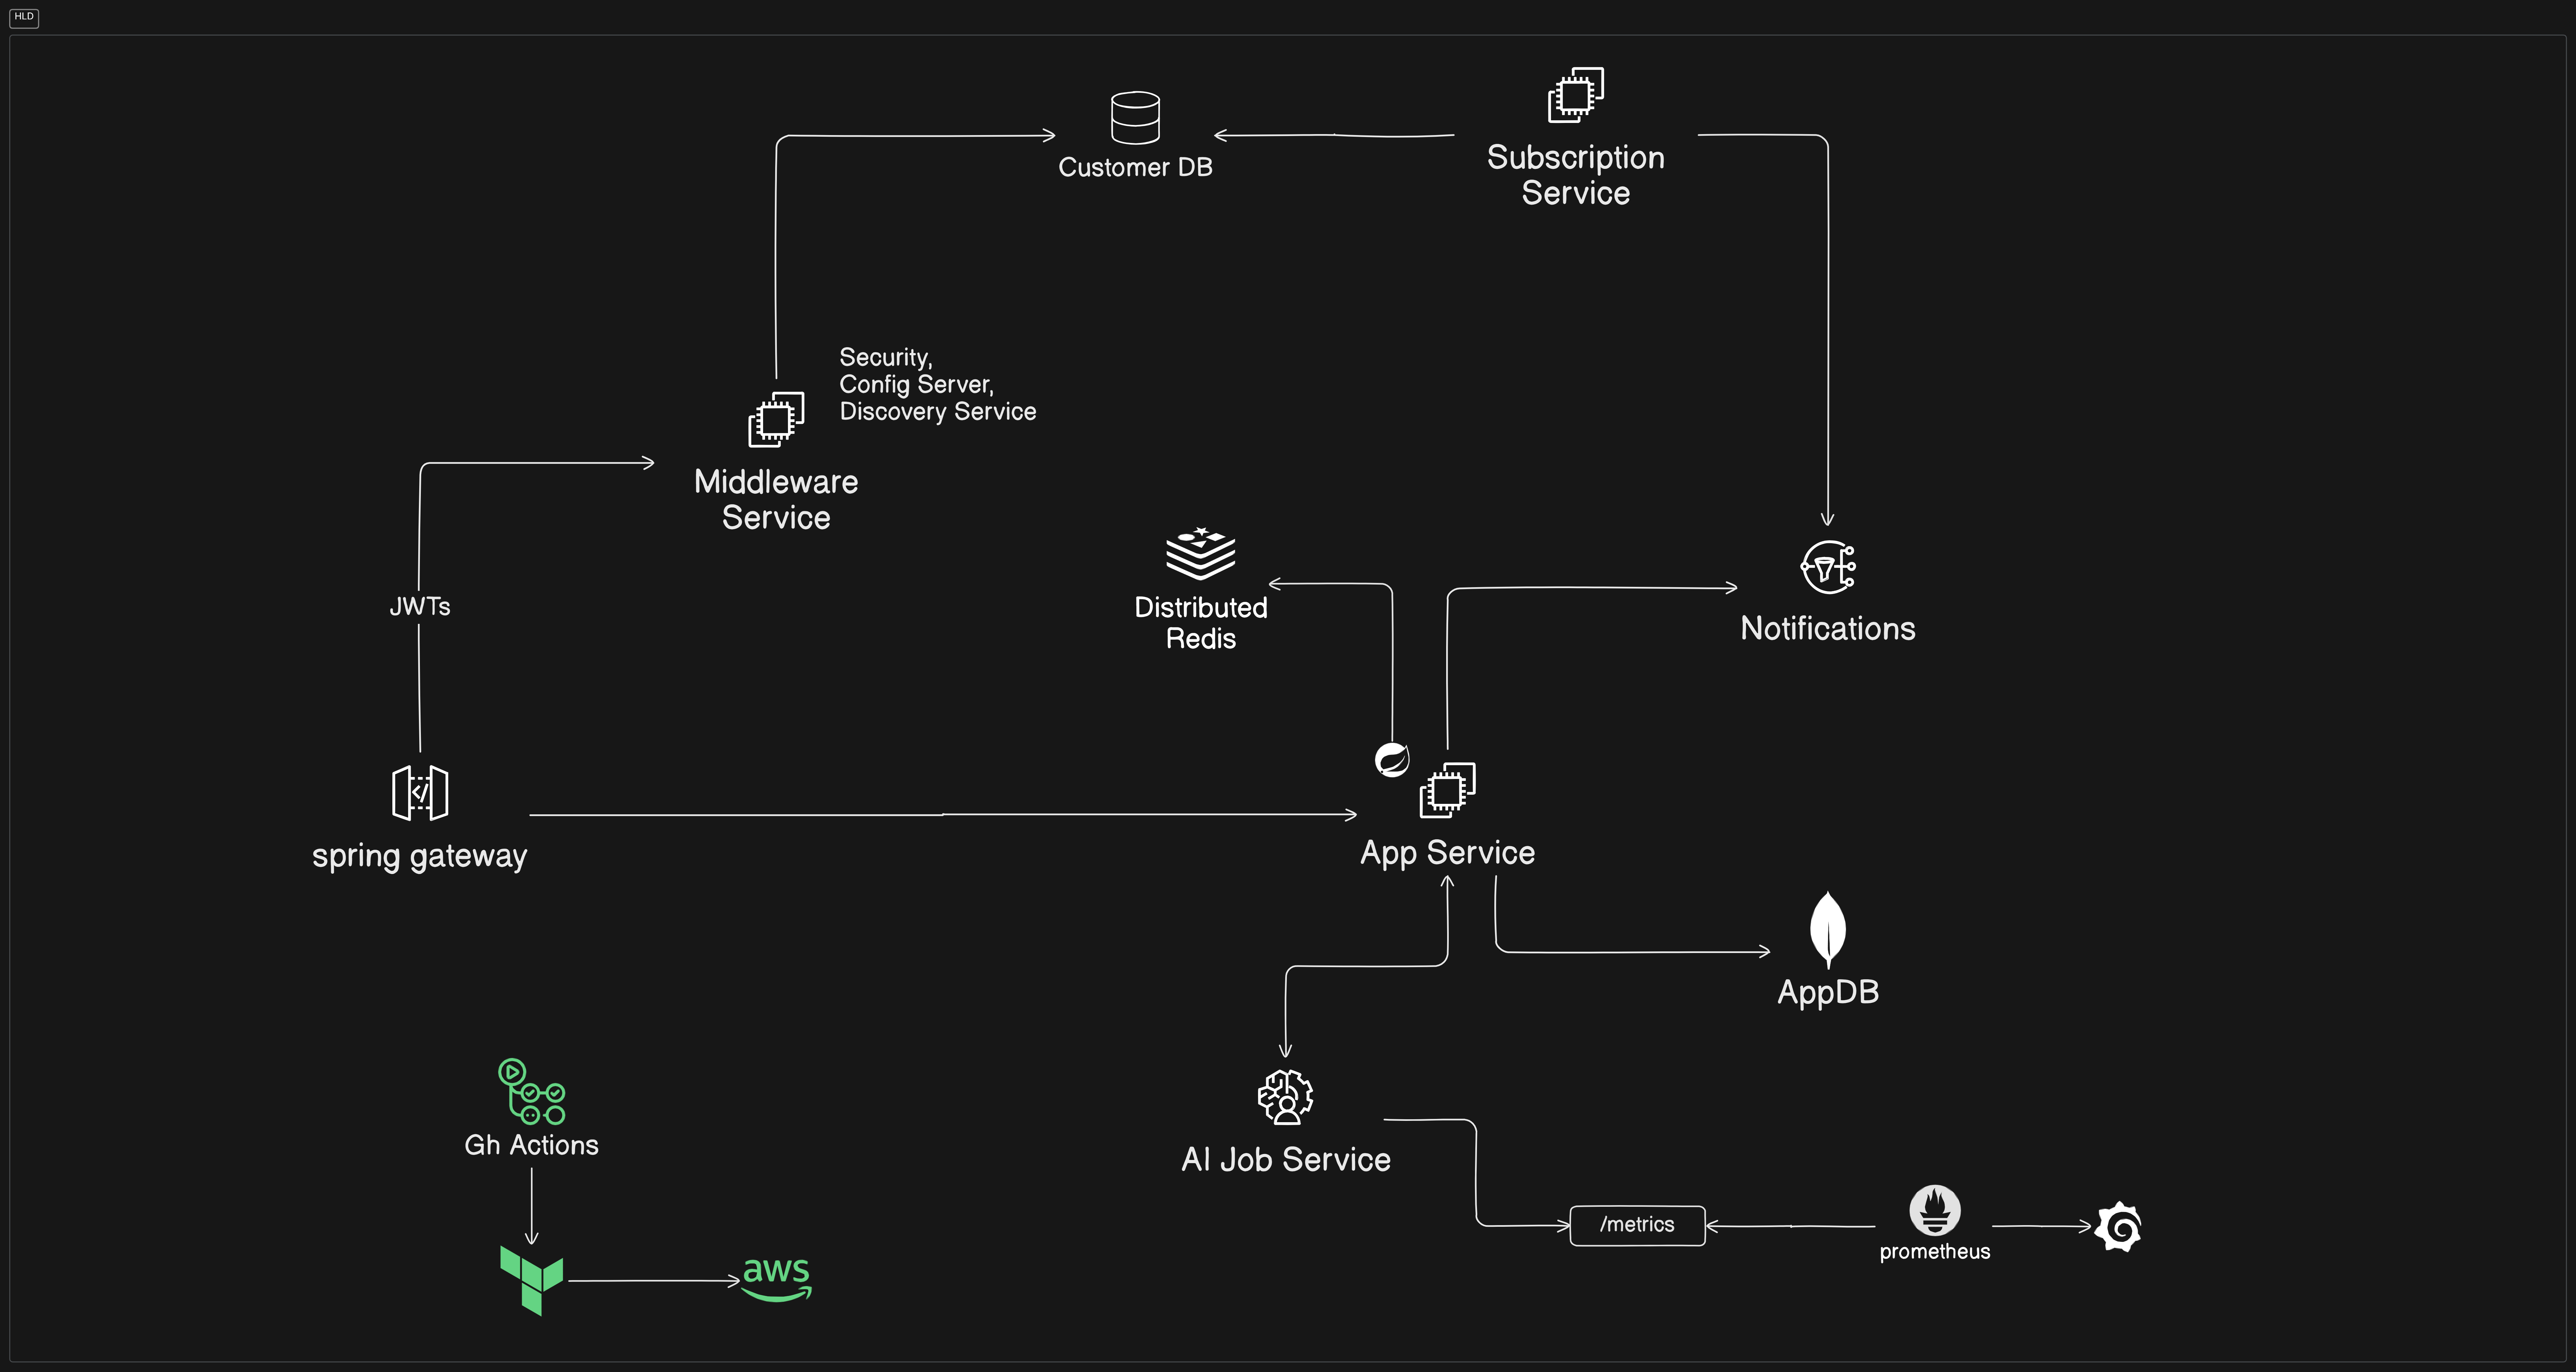 HLD
Customer DB
Subscription
Service
Security,
Config Server,
Discovery Service
Middleware
Service
JWTs
Distributed
Redis
Notifications
spring gateway
App Service
AppDB
Gh Actions
AI Job Service
/metrics
prometheus
aws